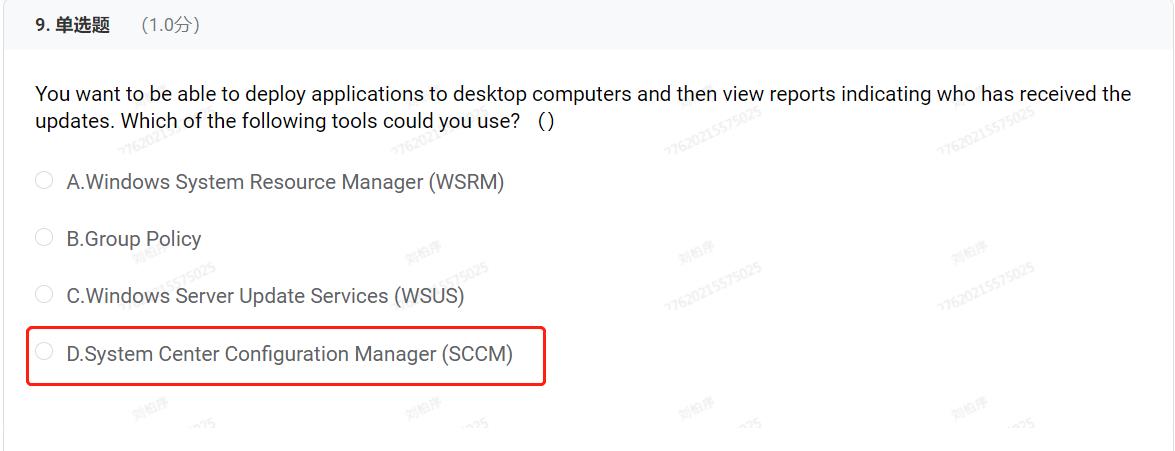 9. 单选题 （1.0分）
You want to be able to deploy applications to desktop computers and then view reports indicating who has received the
updates. Which of the following tools could you use? （）
A.Windows System Resource Manager (WSRM)
B.Group Policy
C.Windows Server Update Services (WSUS)
D.System Center Configuration Manager (SCCM)